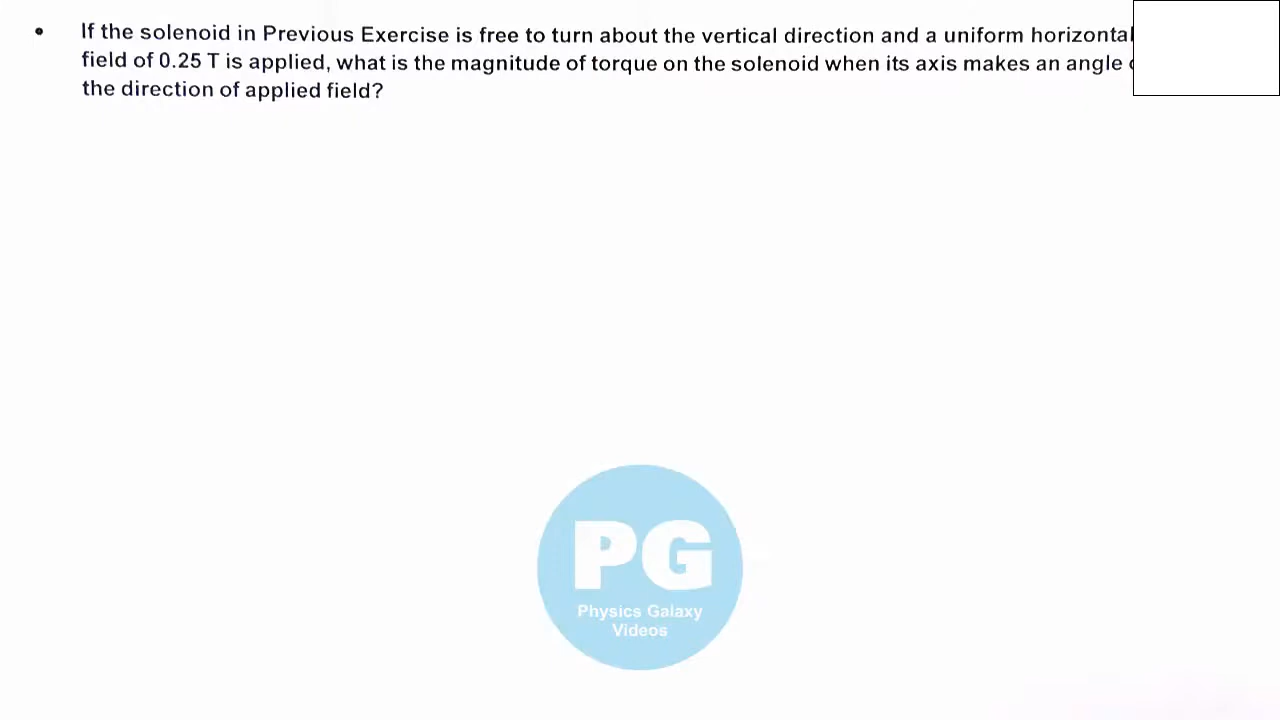 • If the solenoid in Previous Exercise is free to turn about the vertical direction and a uniform horizontal
field of 0.25 T is applied, what is the magnitude of torque on the solenoid when its axis makes an angle
the direction of applied field?
PG
Physics Galaxy
Videos